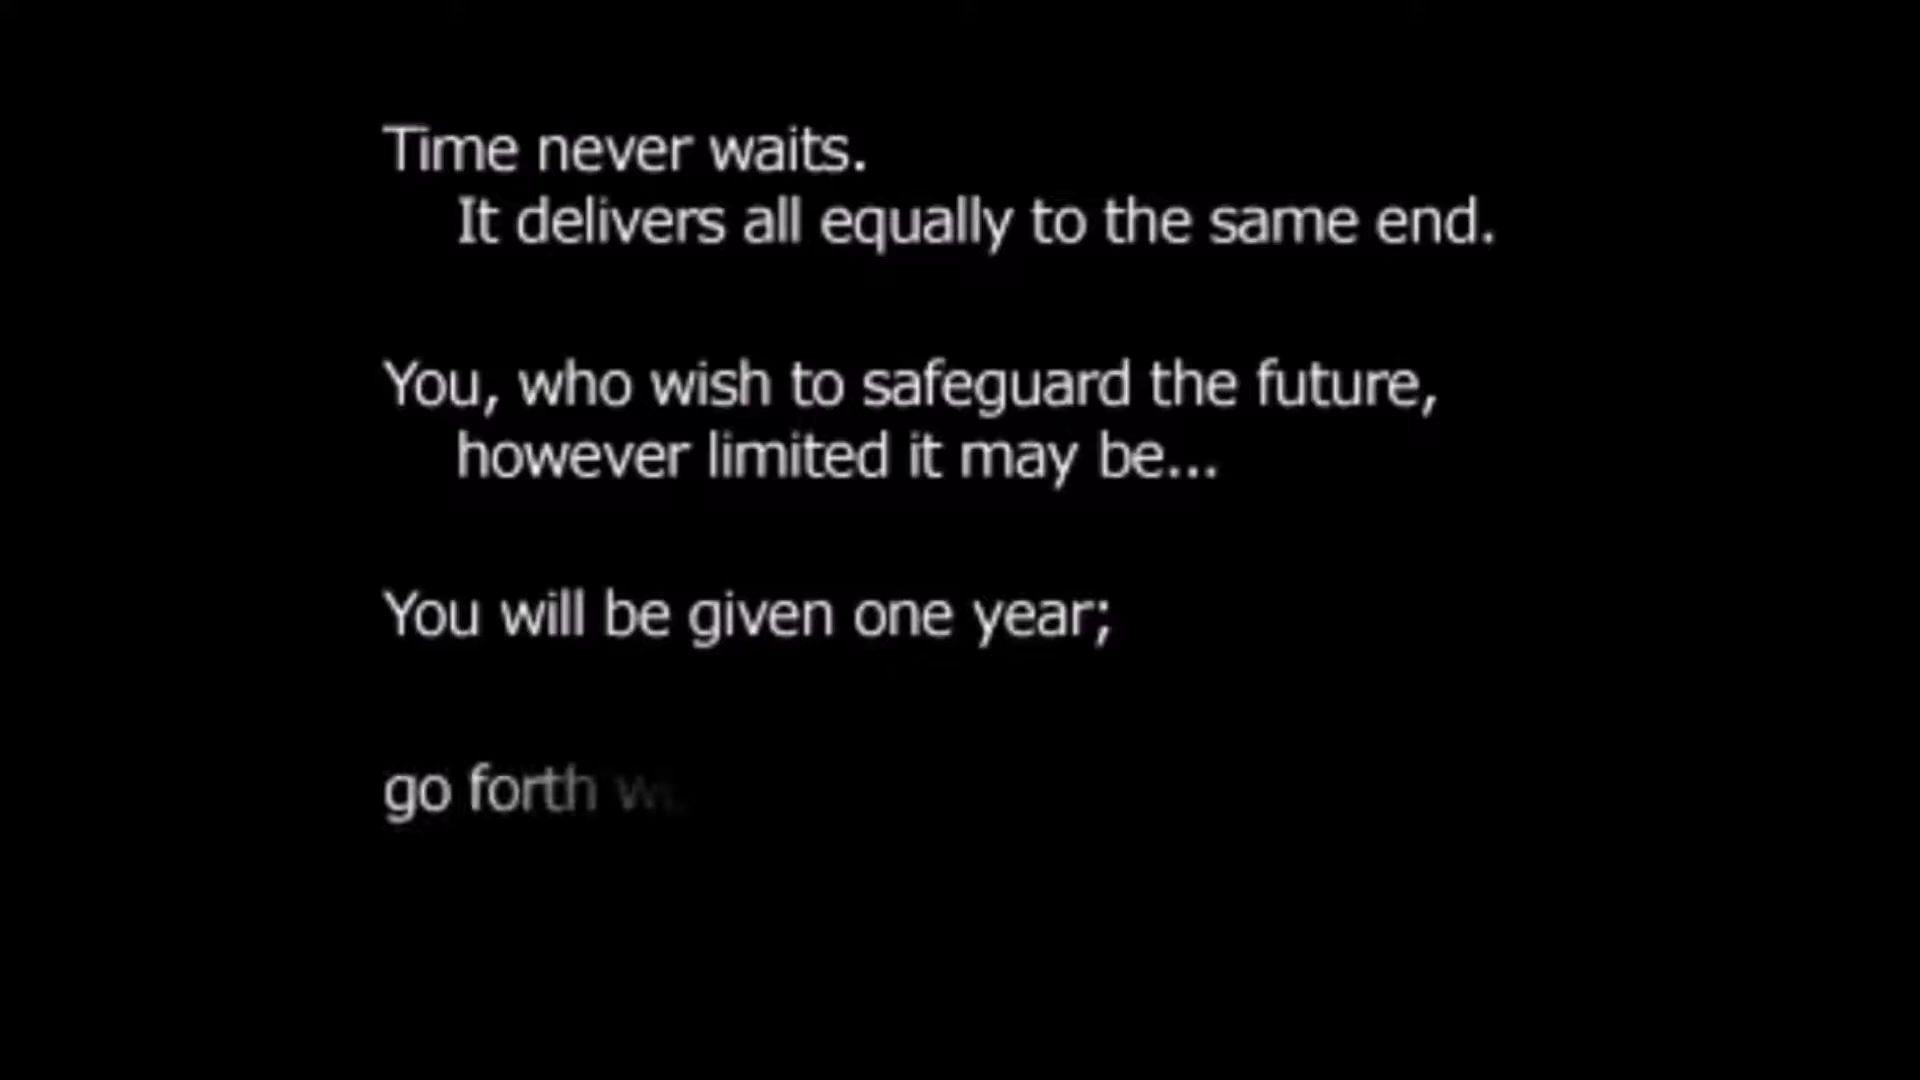 Time never waits.
It delivers all equally to the same end.
You, who wish to safeguard the future,
however limited it may be...
You will be given one year;
go forth